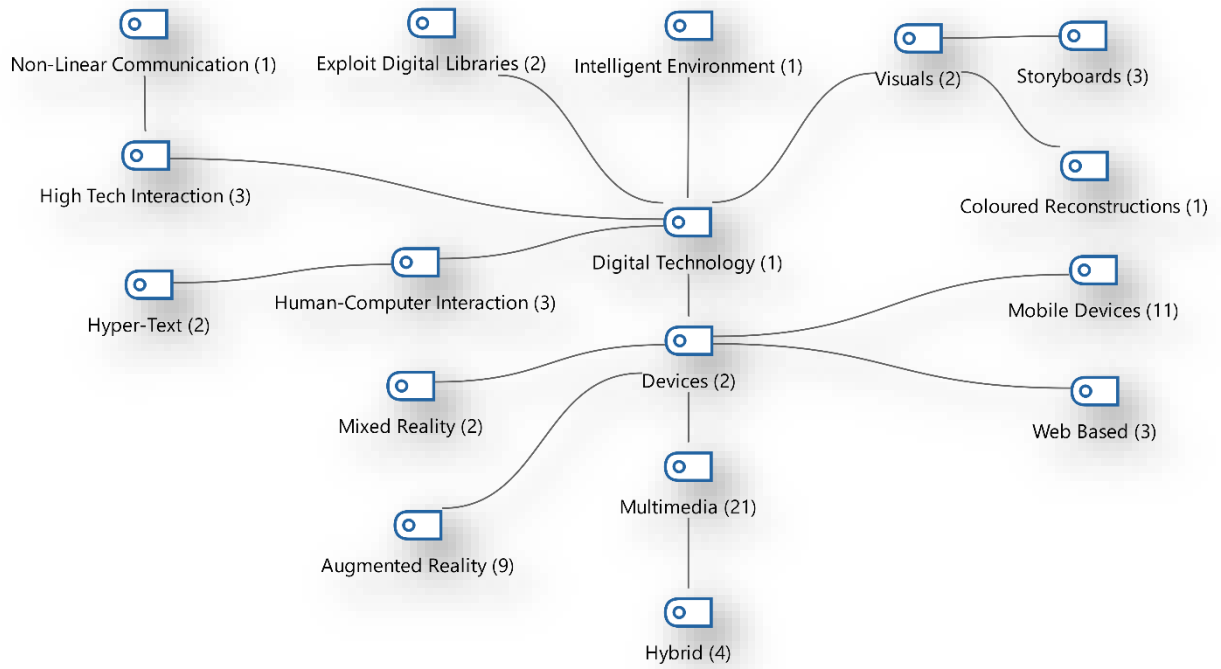 Non-Linear Communication (1)
Exploit Digital Libraries (2)
Intelligent Environment (1)
Visuals (2)
Storyboards (3)
High Tech Interaction (3)
Coloured Reconstructions (1)
Digital Technology (1)
Human-Computer Interaction (3)
Hyper-Text (2)
Mobile Devices (11)
Devices (2)
Mixed Reality (2)
Web Based (3)
Multimedia (21)
Augmented Reality (9)
Hybrid (4)